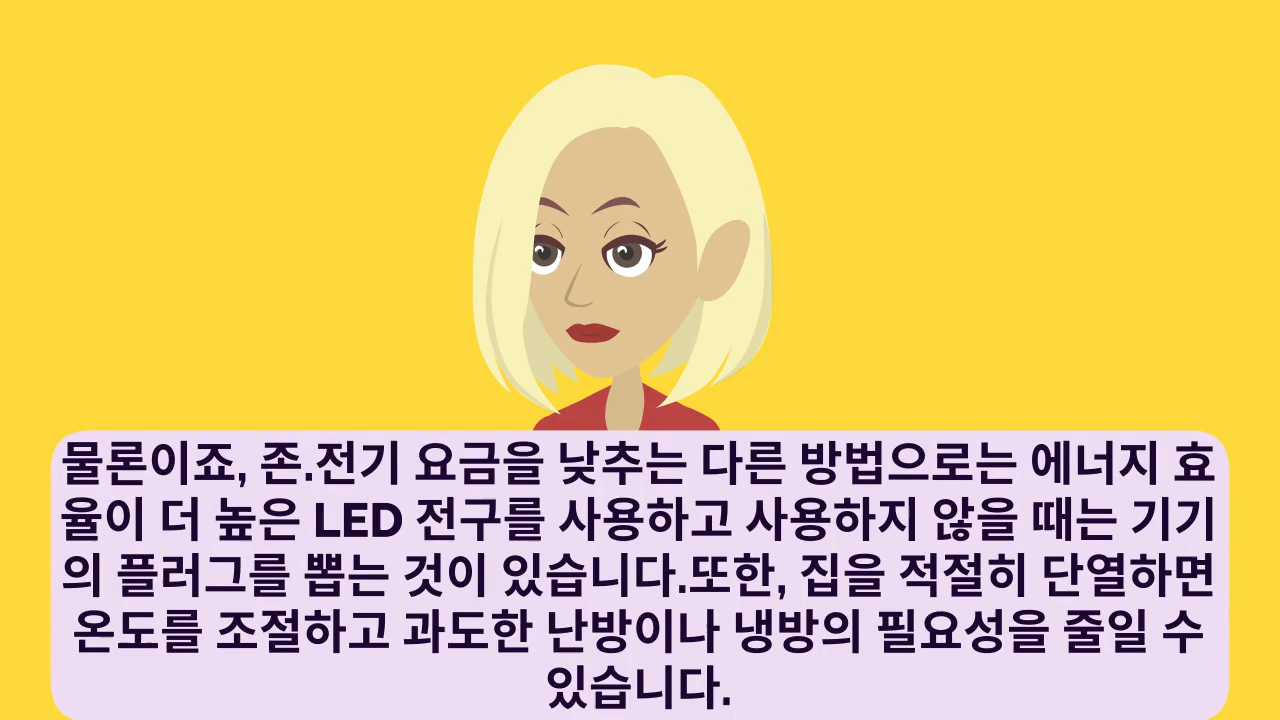 물론이죠, 존.전기 요금을 낮추는 다른 방법으로는 에너지 효
율이 더 높은 LED 전구를 사용하고 사용하지 않을 때는 기기
의 플러그를 뽑는 것이 있습니다.또한, 집을 적절히 단열하면
온도를 조절하고 과도한 난방이나 냉방의 필요성을 줄일 수
있습니다.